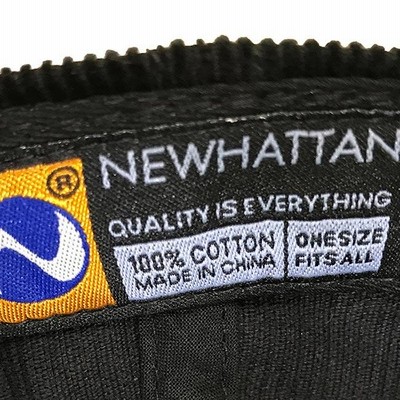 ®
NEWHATTAN
QUALITY IS EVERYTHING
100% COTTON
MADE IN CHINA
ONE SIZE
FITS ALL